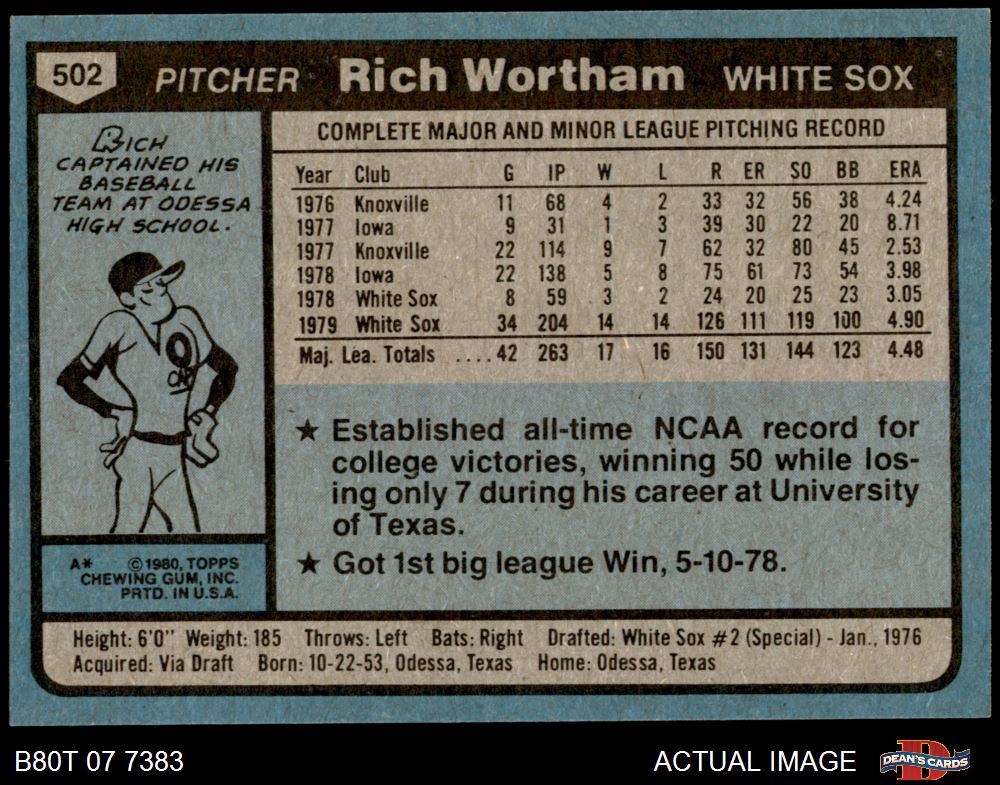 502 PITCHER Rich Wortham WHITE SOX
RICH
CAPTAINED HIS
BASEBALL
TEAM AT ODESSA
HIGH SCHOOL.
A* ©1980, TOPPS
CHEWING GUM, INC.
PRTD. IN U.S.A.
COMPLETE MAJOR AND MINOR LEAGUE PITCHING RECORD
Year Club G IP W L R ER SO BB ERA
1976 Knoxville 11 68 4 2 33 32 56 38 4.24
1977 Iowa 9 31 1 3 39 30 22 20 8.71
1977 Knoxville 22 114 9 7 62 32 80 45 2.53
1978 Iowa 22 138 5 8 75 61 73 54 3.98
1978 White Sox 8 59 3 2 24 20 25 23 3.05
1979 White Sox 34 204 14 14 126 111 119 100 4.90
Maj. Lea. Totals ....42 263 17 16 150 131 144 123 4.48
★ Established all-time NCAA record for
college victories, winning 50 while los-
ing only 7 during his career at University
of Texas.
★ Got 1st big league Win, 5-10-78.
Height: 6'0" Weight: 185 Throws: Left Bats: Right Drafted: White Sox #2 (Special) - Jan., 1976
Acquired: Via Draft Born: 10-22-53, Odessa, Texas Home: Odessa, Texas
B80T 07 7383 ACTUAL IMAGE D DEAN'S CARDS